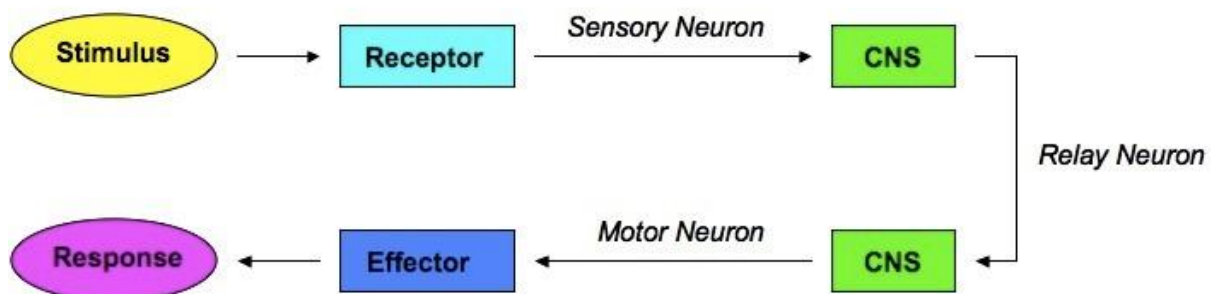 Stimulus
Receptor
Sensory Neuron
CNS
Relay Neuron
Response
Effector
Motor Neuron
CNS